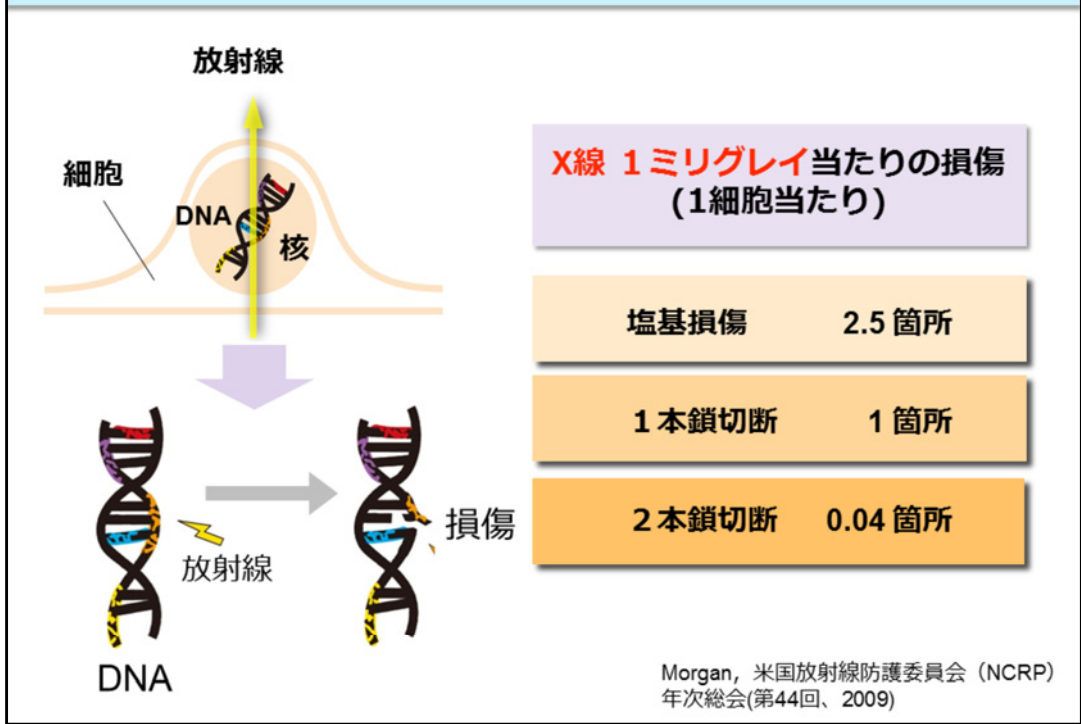 放射線
細胞
DNA
核
放射線
損傷
DNA
X線 1ミリグレイ当たりの損傷
(1細胞当たり)
塩基損傷 2.5 箇所
1本鎖切断 1 箇所
2本鎖切断 0.04 箇所
Morgan, 米国放射線防護委員会（NCRP）
年次総会(第44回、2009)